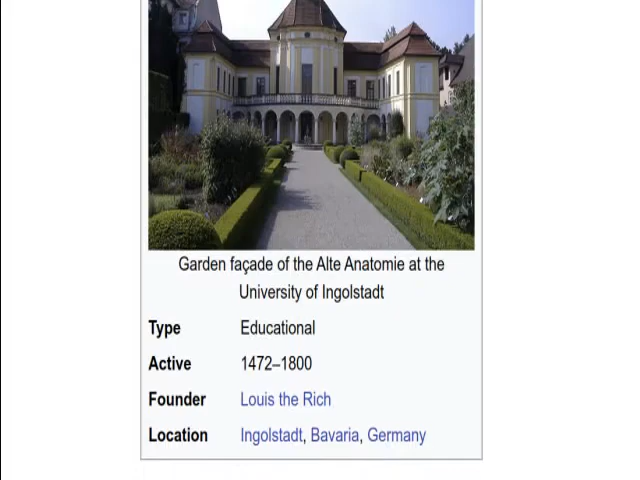 Garden façade of the Alte Anatomie at the
University of Ingolstadt
Type Educational
Active 1472–1800
Founder Louis the Rich
Location Ingolstadt, Bavaria, Germany